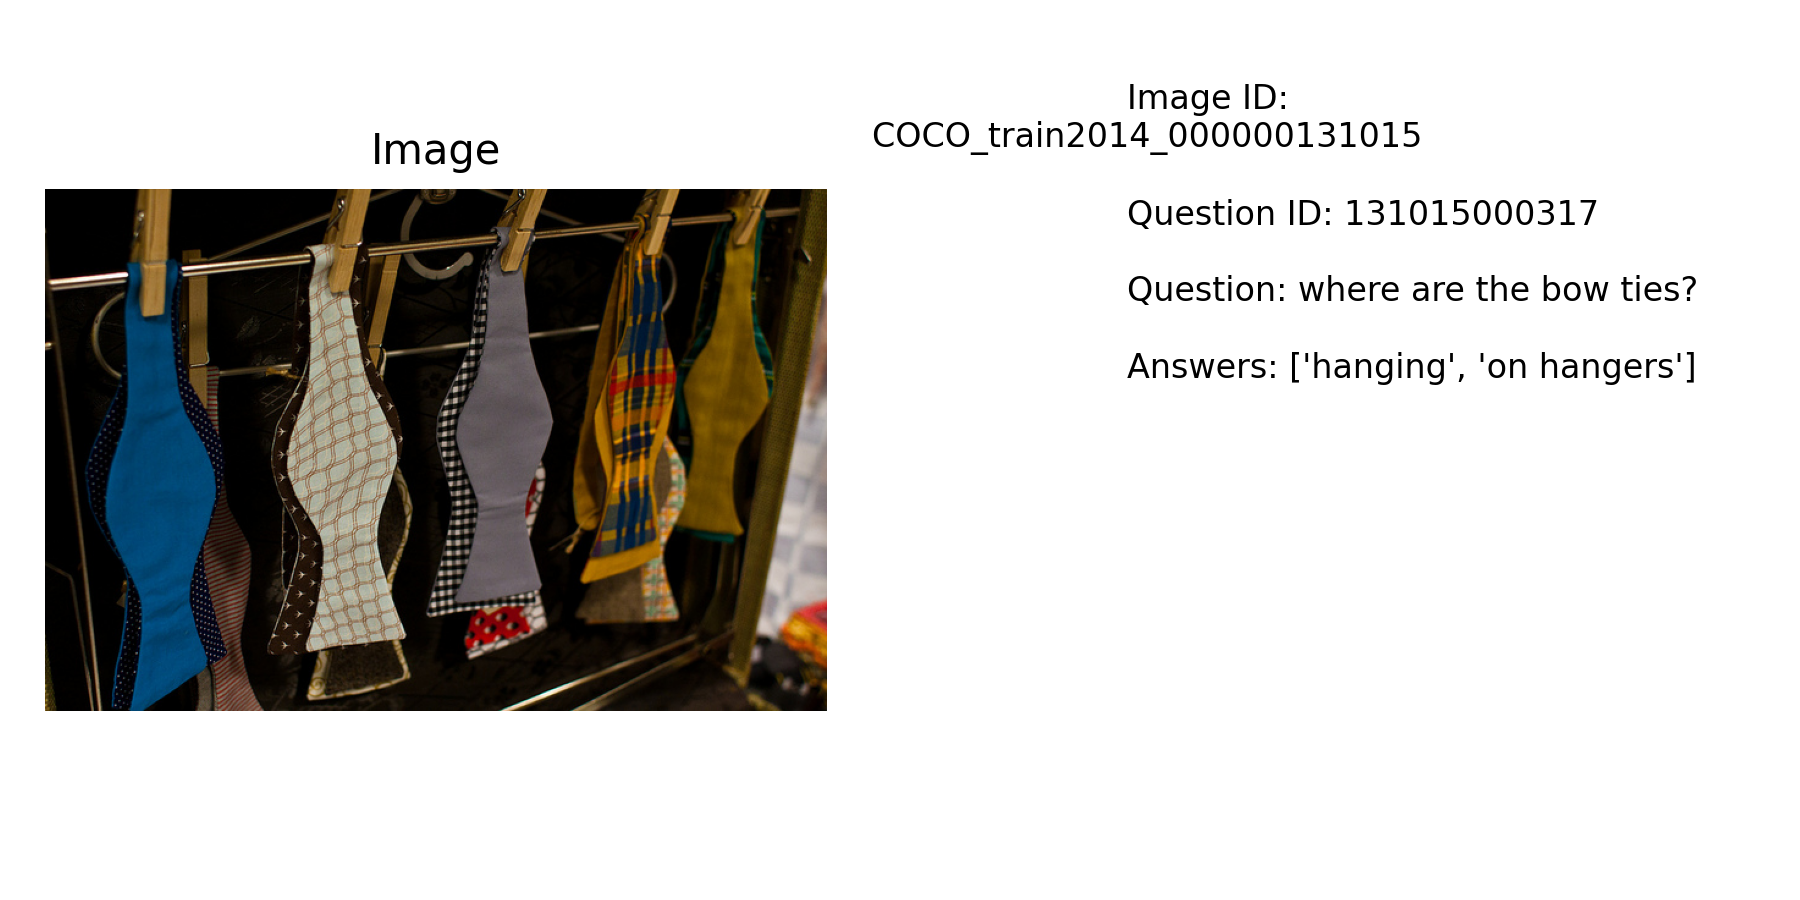 Image
Image ID:
COCO_train2014_000000131015
Question ID: 131015000317
Question: where are the bow ties?
Answers: ['hanging', 'on hangers']